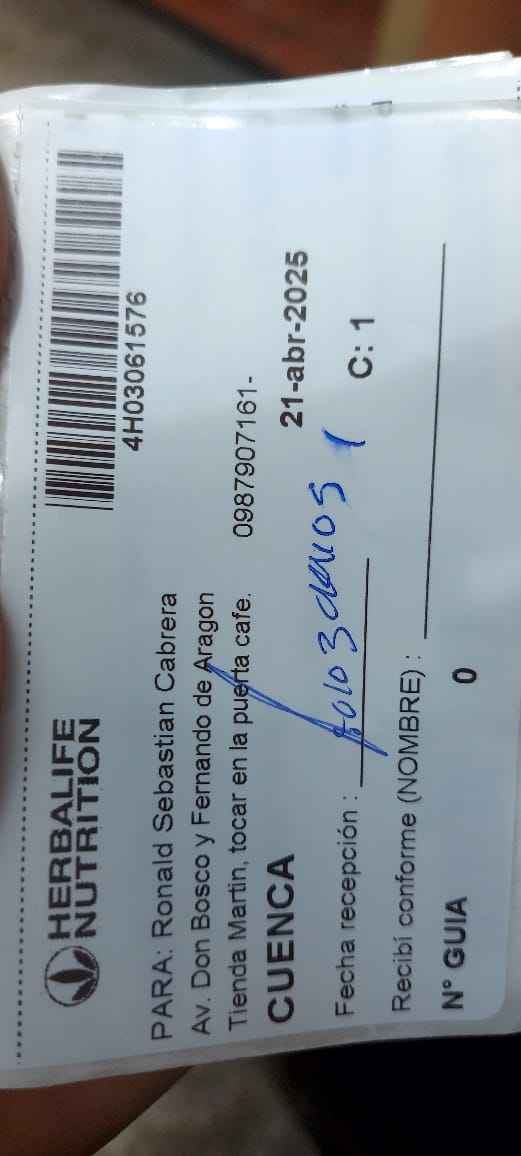 HERBALIFE
NUTRITION
4H03061576
PARA: Ronald Sebastian Cabrera
Av. Don Bosco y Fernando de Aragon
Tienda Martin, tocar en la puerta cafe. 0987907161-
CUENCA 21-abr-2025
Fecha recepción : C: 1
Recibí conforme (NOMBRE) :
N° GUIA 0